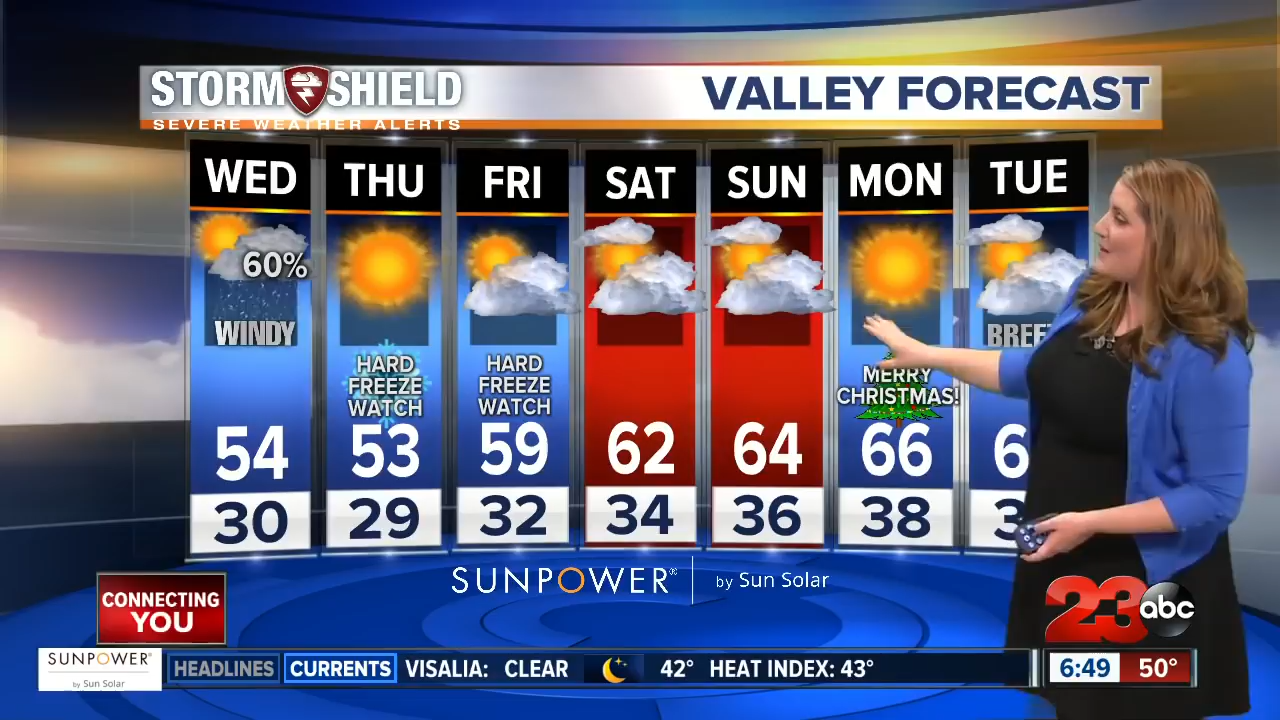 STORM SHIELD
SEVERE WEATHER ALERTS
VALLEY FORECAST
WED THU FRI SAT SUN MON TUE
60%
WINDY
HARD
FREEZE
WATCH
HARD
FREEZE
WATCH
MERRY
CHRISTMAS!
54 53 59 62 64 66
30 29 32 34 36 38
SUNPOWER® by Sun Solar
CONNECTING
YOU
23 abc
SUNPOWER®
by Sun Solar
HEADLINES CURRENTS VISALIA: CLEAR 42° HEAT INDEX: 43°
6:49 50°